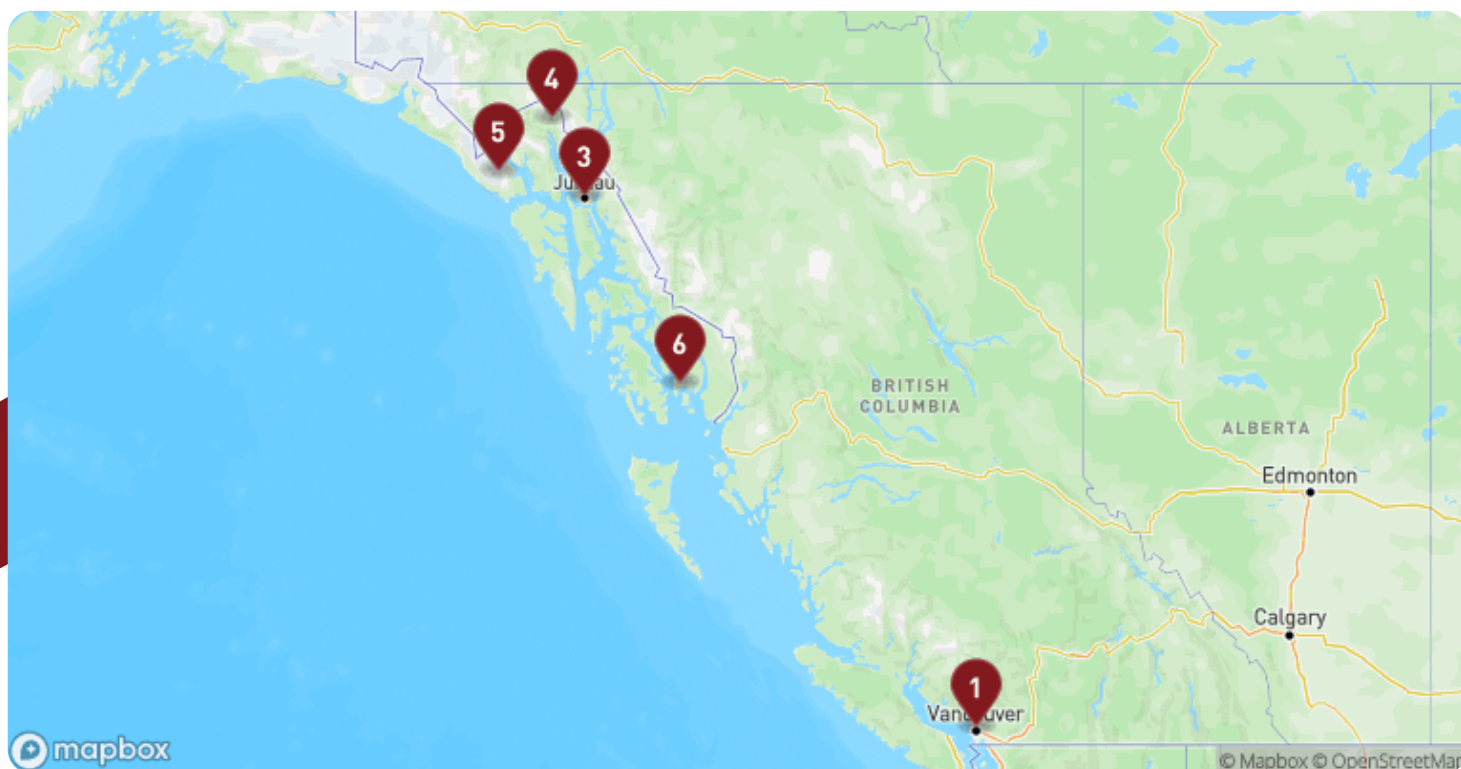 4
5
3
Juneau
6
BRITISH
COLUMBIA
ALBERTA
Edmonton
Calgary
1
Vancouver
mapbox
© Mapbox © OpenStreetMap